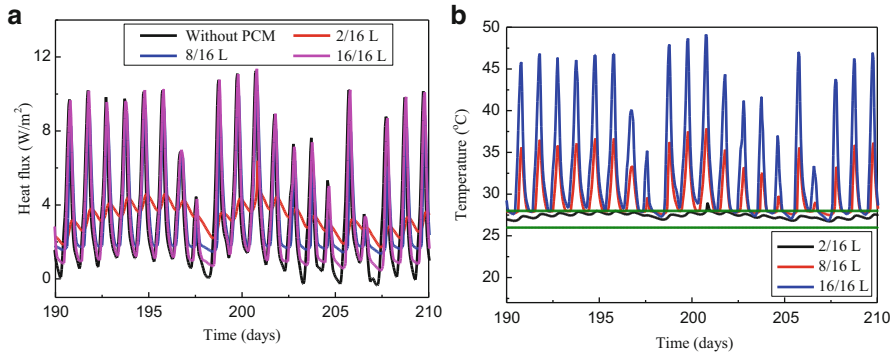 a
Without PCM
2/16 L
8/16 L
16/16 L
Heat flux (W/m²)
12
8
4
0
190
195
200
205
210
Time (days)
b
Temperature (°C)
50
45
40
35
30
25
20
190
195
200
205
210
Time (days)
2/16 L
8/16 L
16/16 L